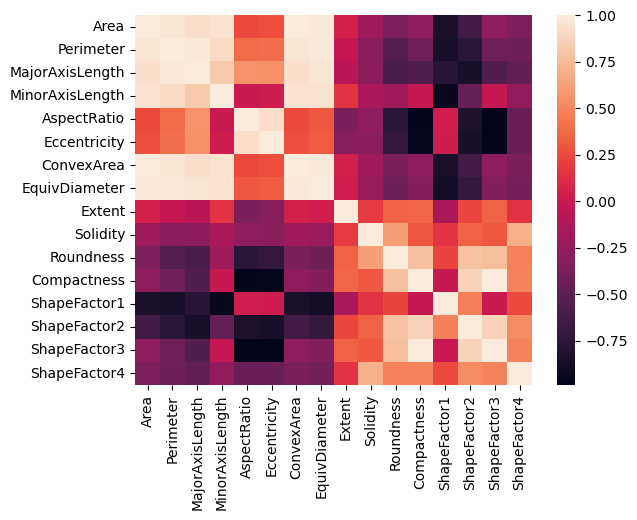 Area
Perimeter
MajorAxisLength
MinorAxisLength
AspectRatio
Eccentricity
ConvexArea
EquivDiameter
Extent
Solidity
Roundness
Compactness
ShapeFactor1
ShapeFactor2
ShapeFactor3
ShapeFactor4
Area
Perimeter
MajorAxisLength
MinorAxisLength
AspectRatio
Eccentricity
ConvexArea
EquivDiameter
Extent
Solidity
Roundness
Compactness
ShapeFactor1
ShapeFactor2
ShapeFactor3
ShapeFactor4
1.00
0.75
0.50
0.25
0.00
−0.25
−0.50
−0.75